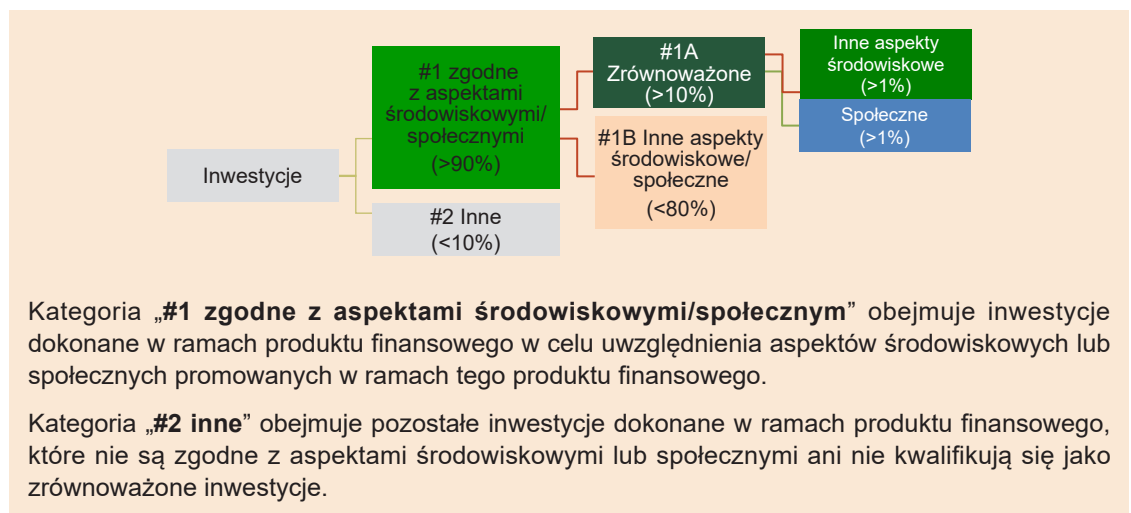 Inwestycje
#1 zgodne
z aspektami
środowiskowymi/
społecznymi
(>90%)
#2 Inne
(<10%)
#1A
Zrównoważone
(>10%)
#1B Inne aspekty
środowiskowe/
społeczne
(<80%)
Inne aspekty
środowiskowe
(>1%)
Społeczne
(>1%)
Kategoria „#1 zgodne z aspektami środowiskowymi/społecznym” obejmuje inwestycje
dokonane w ramach produktu finansowego w celu uwzględnienia aspektów środowiskowych lub
społecznych promowanych w ramach tego produktu finansowego.
Kategoria „#2 inne” obejmuje pozostałe inwestycje dokonane w ramach produktu finansowego,
które nie są zgodne z aspektami środowiskowymi lub społecznymi ani nie kwalifikują się jako
zrównoważone inwestycje.